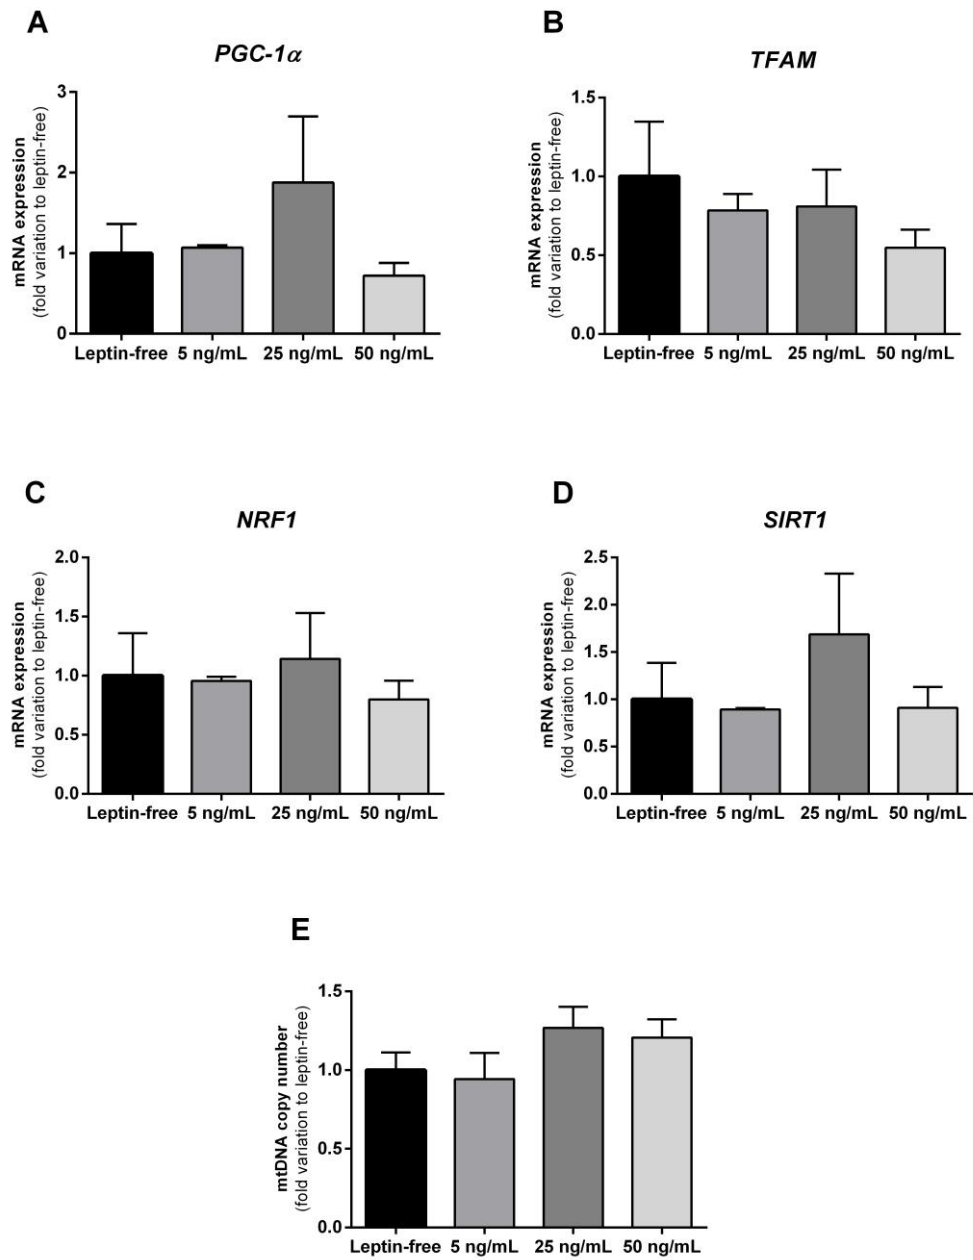 A
PGC-1α
mRNA expression
(fold variation to leptin-free)
3
2
1
0
Leptin-free 5 ng/mL 25 ng/mL 50 ng/mL
B
TFAM
mRNA expression
(fold variation to leptin-free)
1.5
1.0
0.5
0.0
Leptin-free 5 ng/mL 25 ng/mL 50 ng/mL
C
NRF1
mRNA expression
(fold variation to leptin-free)
2.0
1.5
1.0
0.5
0.0
Leptin-free 5 ng/mL 25 ng/mL 50 ng/mL
D
SIRT1
mRNA expression
(fold variation to leptin-free)
2.5
2.0
1.5
1.0
0.5
0.0
Leptin-free 5 ng/mL 25 ng/mL 50 ng/mL
E
mtDNA copy number
(fold variation to leptin-free)
1.5
1.0
0.5
0.0
Leptin-free 5 ng/mL 25 ng/mL 50 ng/mL